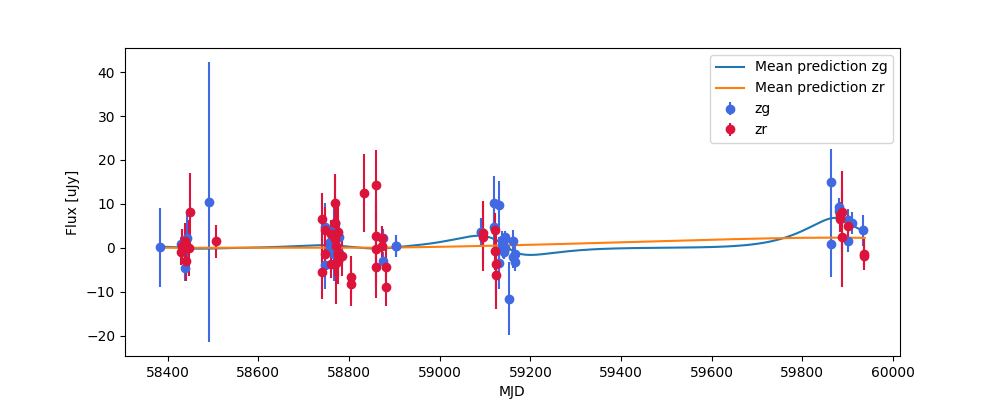 Mean prediction zg
Mean prediction zr
zg
zr
Flux [uJy]
40
30
20
10
0
−10
−20
58400 58600 58800 59000 59200 59400 59600 59800 60000
MJD